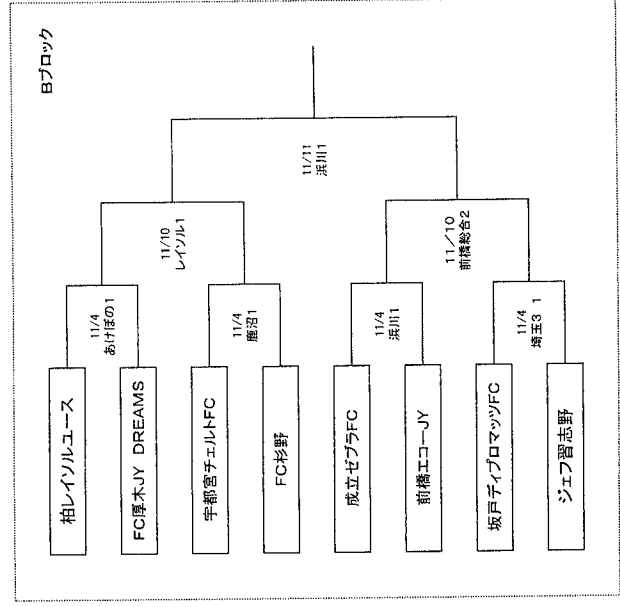 Bブロック
11/11
浜川1
11/10
レイソル1
11/10
前橋総合2
11/4
あけぼの1
11/4
鹿沼1
11/4
浜川1
11/4
埼玉3 1
柏レイソルユース
FC厚木JY DREAMS
宇都宮チェルトFC
FC杉野
成立ゼブラFC
前橋エコーJY
坂戸ディプロマッツFC
ジェフ習志野